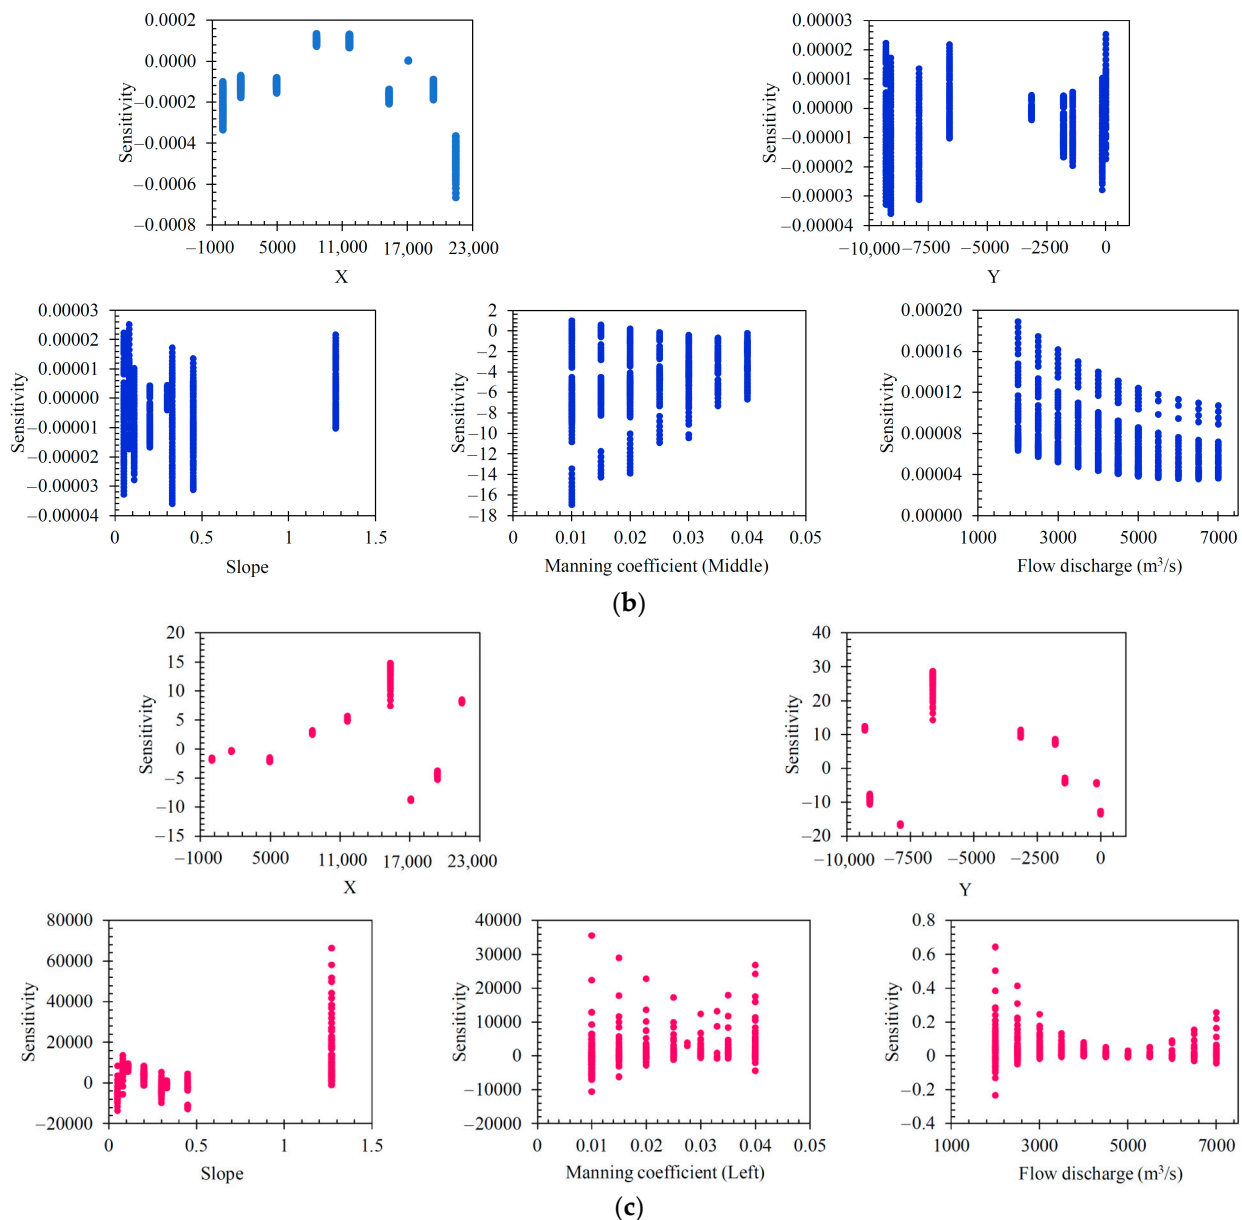 Sensitivity
0.0002
0.0000
−0.0002
−0.0004
−0.0006
−0.0008
−1000 5000 11,000 17,000 23,000
X
Sensitivity
0.00003
0.00002
0.00001
0.00000
−0.00001
−0.00002
−0.00003
−0.00004
−10,000 −7500 −5000 −2500 0
Y
Sensitivity
0.00003
0.00002
0.00001
0.00000
−0.00001
−0.00002
−0.00003
−0.00004
0 0.5 1 1.5
Slope
Sensitivity
2
0
−2
−4
−6
−8
−10
−12
−14
−16
−18
0 0.01 0.02 0.03 0.04 0.05
Manning coefficient (Middle)
Sensitivity
0.00020
0.00016
0.00012
0.00008
0.00004
0.00000
1000 3000 5000 7000
Flow discharge (m³/s)
(b)
Sensitivity
20
15
10
5
0
−5
−10
−15
−1000 5000 11,000 17,000 23,000
X
Sensitivity
40
30
20
10
0
−10
−20
−10,000 −7500 −5000 −2500 0
Y
Sensitivity
80000
60000
40000
20000
0
−20000
0 0.5 1 1.5
Slope
Sensitivity
40000
30000
20000
10000
0
−10000
−20000
0 0.01 0.02 0.03 0.04 0.05
Manning coefficient (Left)
Sensitivity
0.8
0.6
0.4
0.2
0
−0.2
−0.4
1000 3000 5000 7000
Flow discharge (m³/s)
(c)